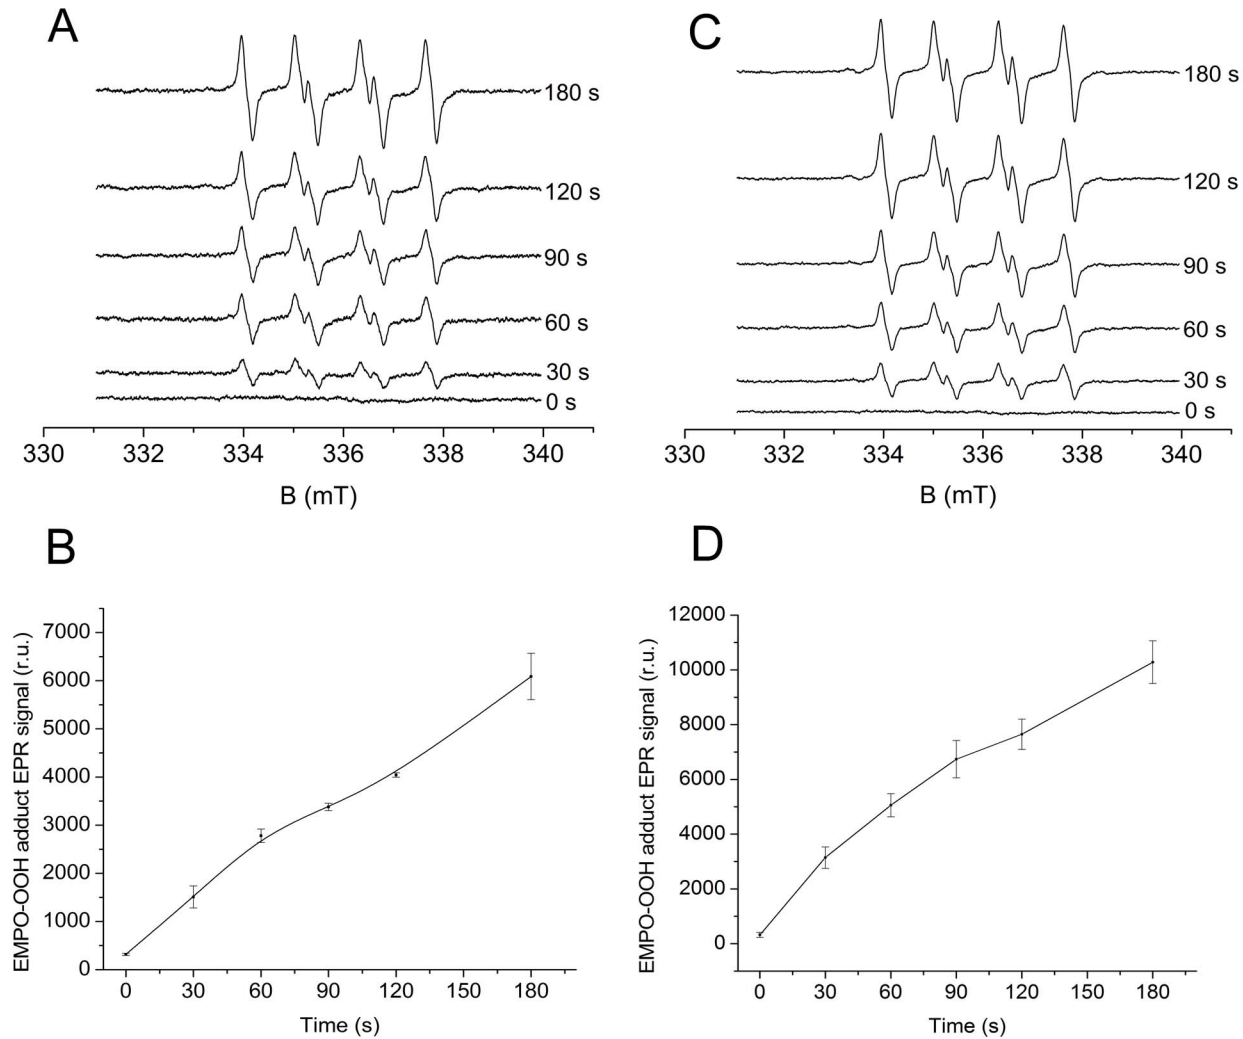 A
180 s
120 s
90 s
60 s
30 s
0 s
330 332 334 336 338 340
B (mT)
C
180 s
120 s
90 s
60 s
30 s
0 s
330 332 334 336 338 340
B (mT)
B
EMPO-OOH adduct EPR signal (r.u.)
7000
6000
5000
4000
3000
2000
1000
0
0 30 60 90 120 150 180
Time (s)
D
EMPO-OOH adduct EPR signal (r.u.)
12000
10000
8000
6000
4000
2000
0
0 30 60 90 120 150 180
Time (s)